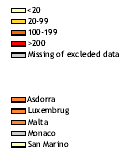 <20
20-99
100-199
>200
Missing of excleded data
Asdorra
Luxembrug
Malta
Monaco
San Marino